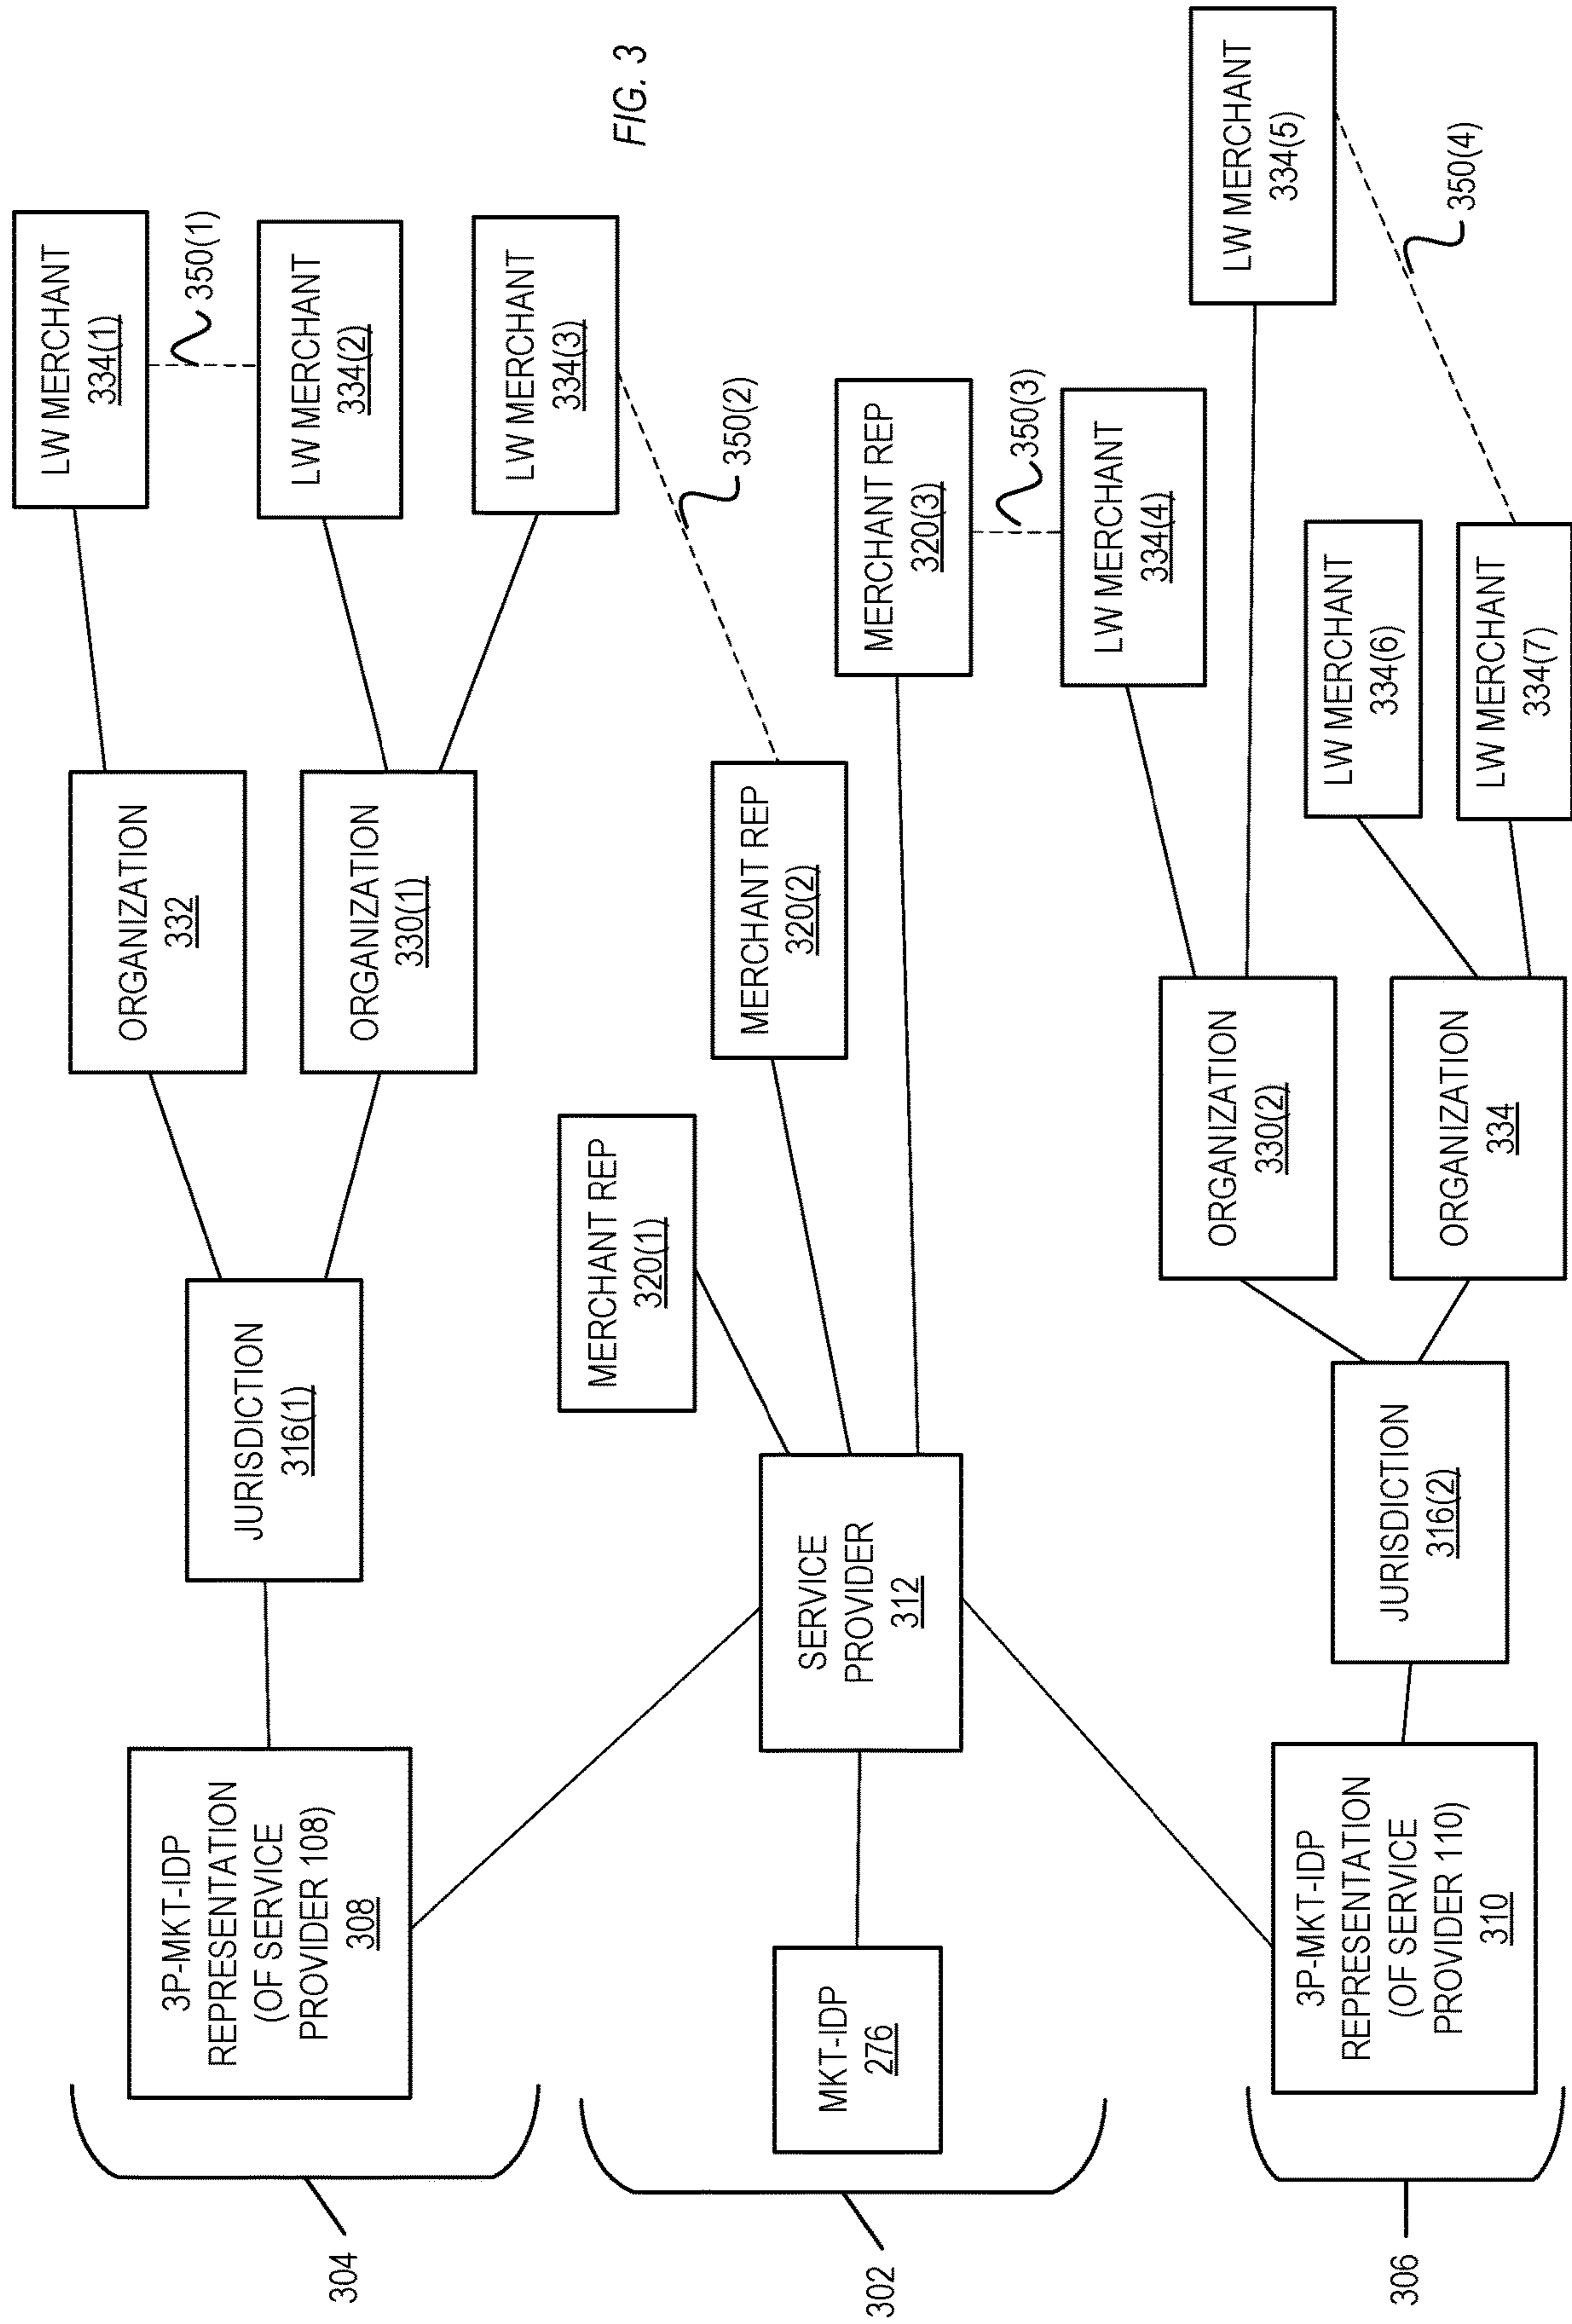 304
3P-MKT-IDP
REPRESENTATION
(OF SERVICE
PROVIDER 108)
308
JURISDICTION
316(1)
ORGANIZATION
332
ORGANIZATION
330(1)
LW MERCHANT
334(1)
350(1)
LW MERCHANT
334(2)
LW MERCHANT
334(3)
350(2)
FIG. 3
302
MKT-IDP
276
SERVICE
PROVIDER
312
MERCHANT REP
320(1)
MERCHANT REP
320(2)
MERCHANT REP
320(3)
350(3)
306
3P-MKT-IDP
REPRESENTATION
(OF SERVICE
PROVIDER 110)
310
JURISDICTION
316(2)
ORGANIZATION
330(2)
ORGANIZATION
334
LW MERCHANT
334(4)
LW MERCHANT
334(5)
350(4)
LW MERCHANT
334(6)
LW MERCHANT
334(7)